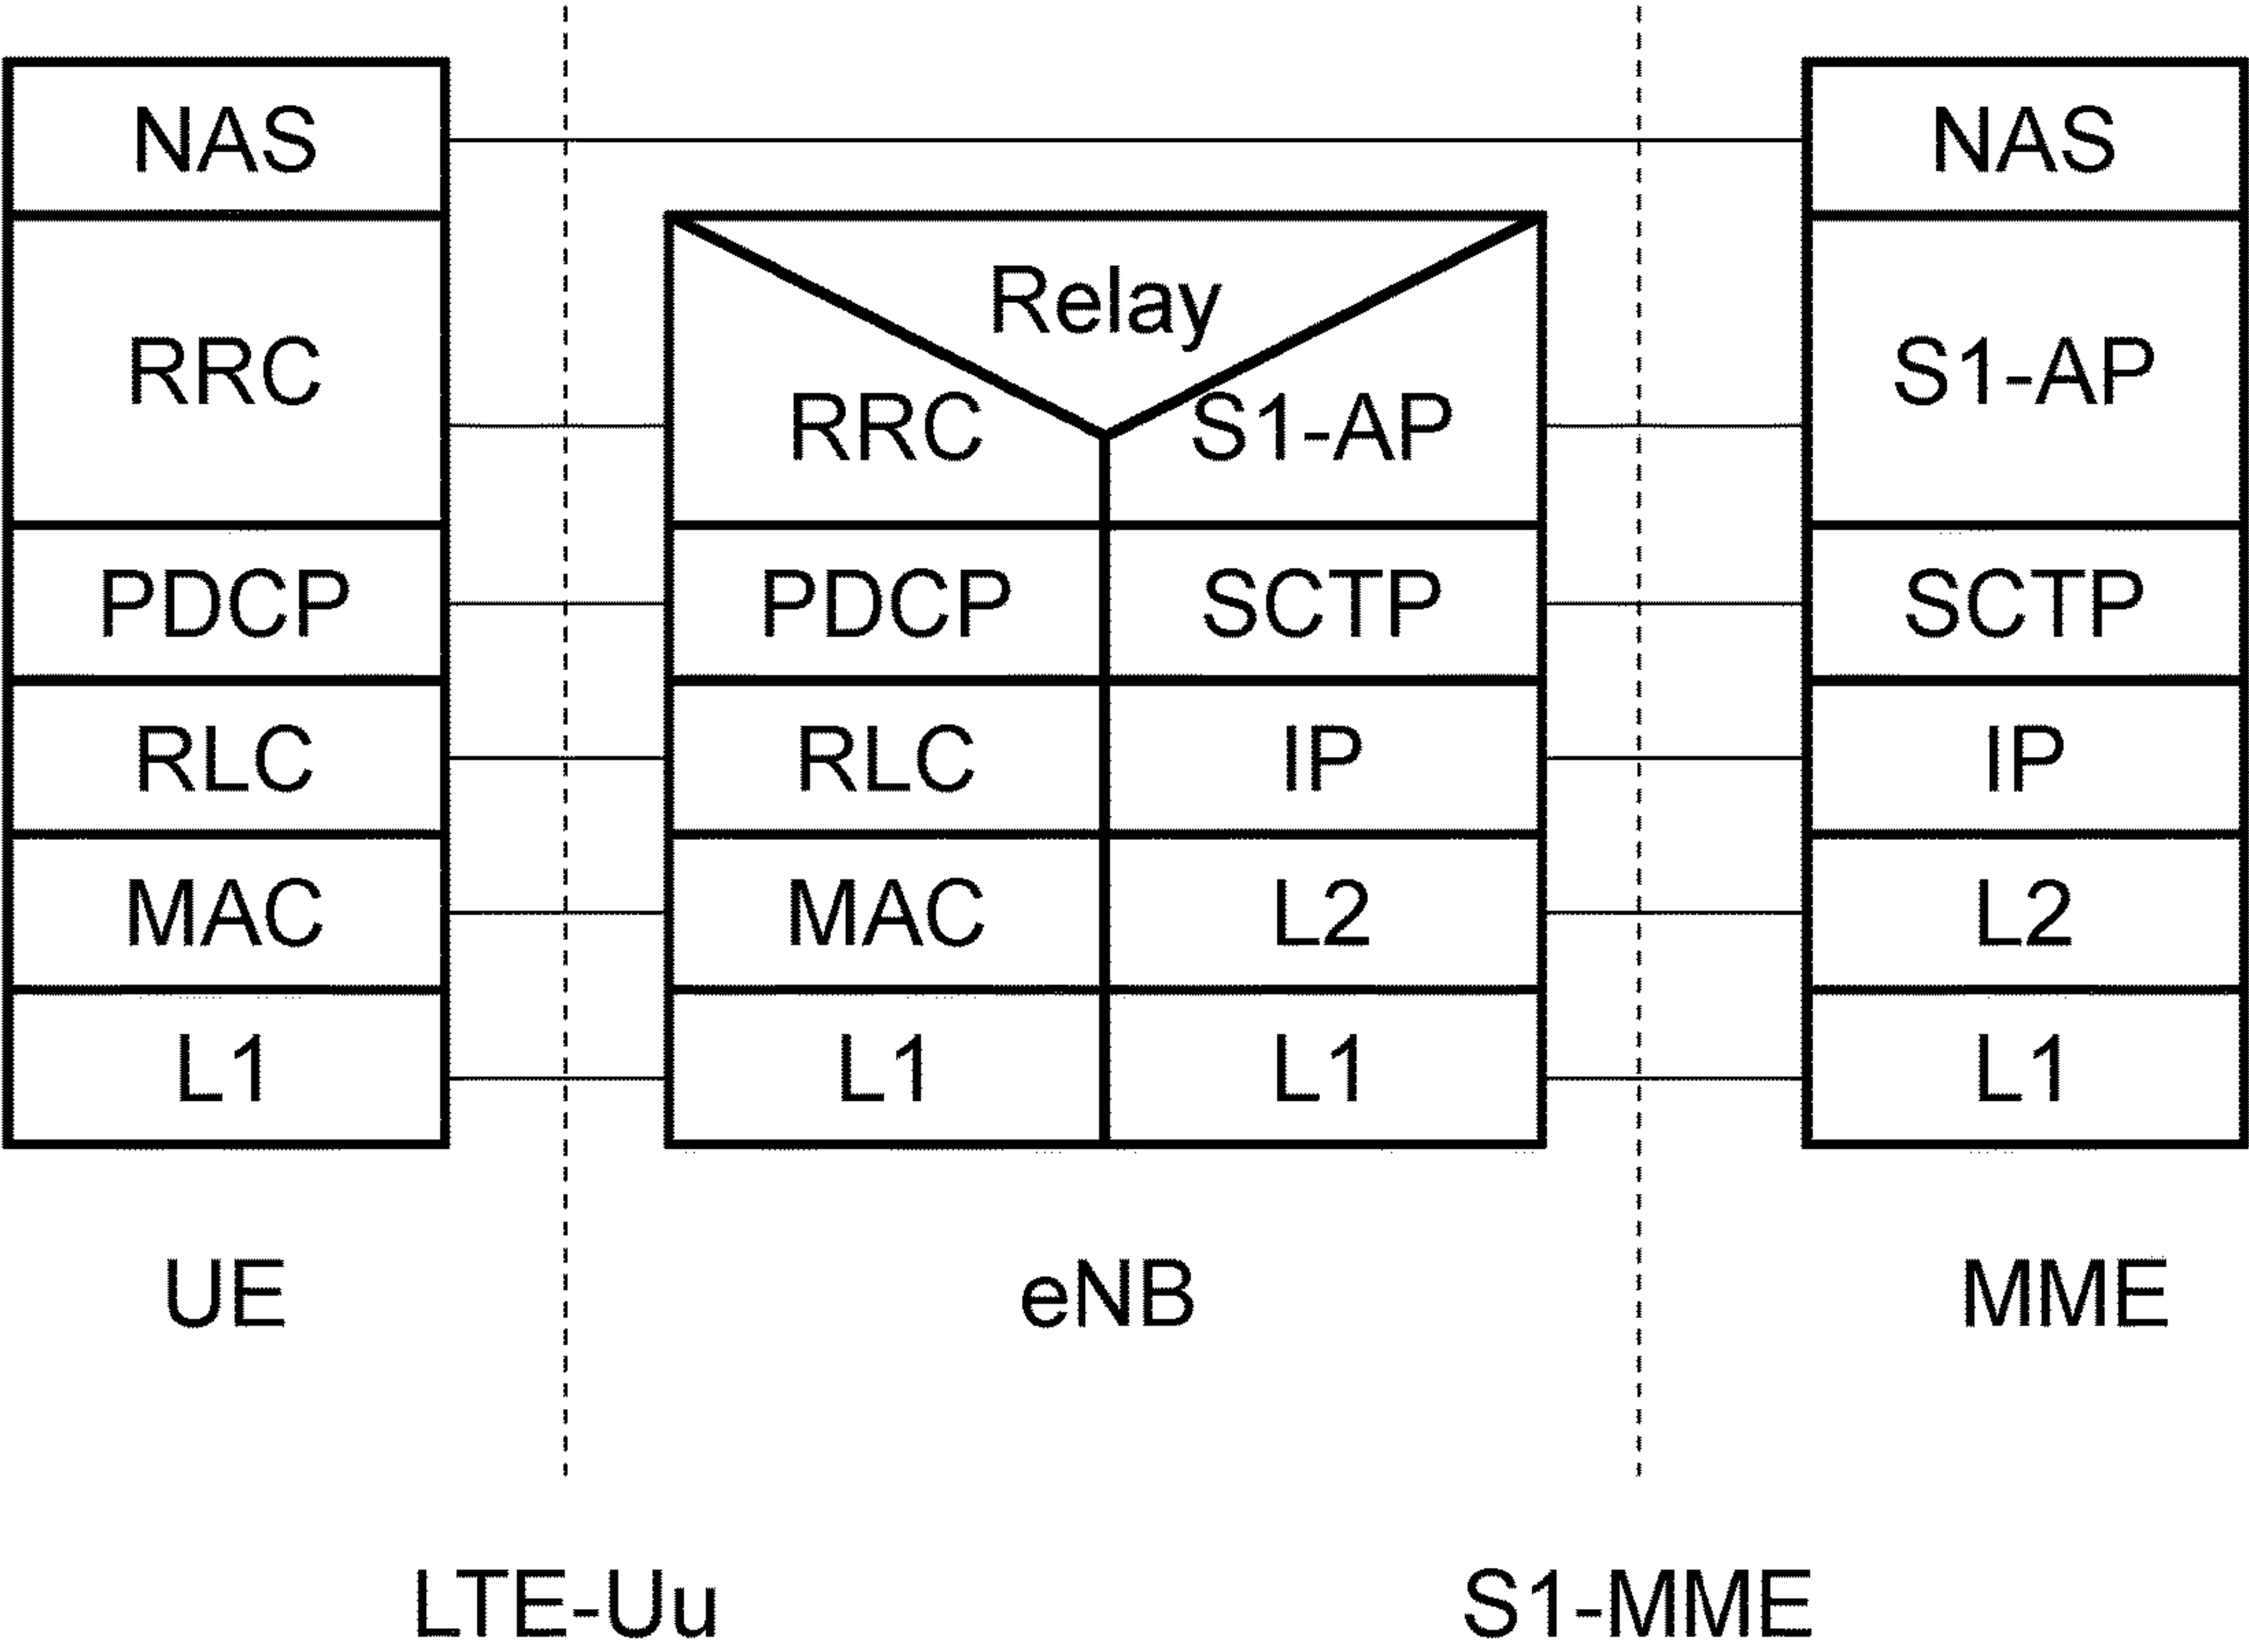 NAS
NAS
Relay
RRC
S1-AP
RRC
S1-AP
PDCP
PDCP
SCTP
SCTP
RLC
RLC
IP
IP
MAC
MAC
L2
L2
L1
L1
L1
L1
UE
eNB
MME
LTE-Uu
S1-MME